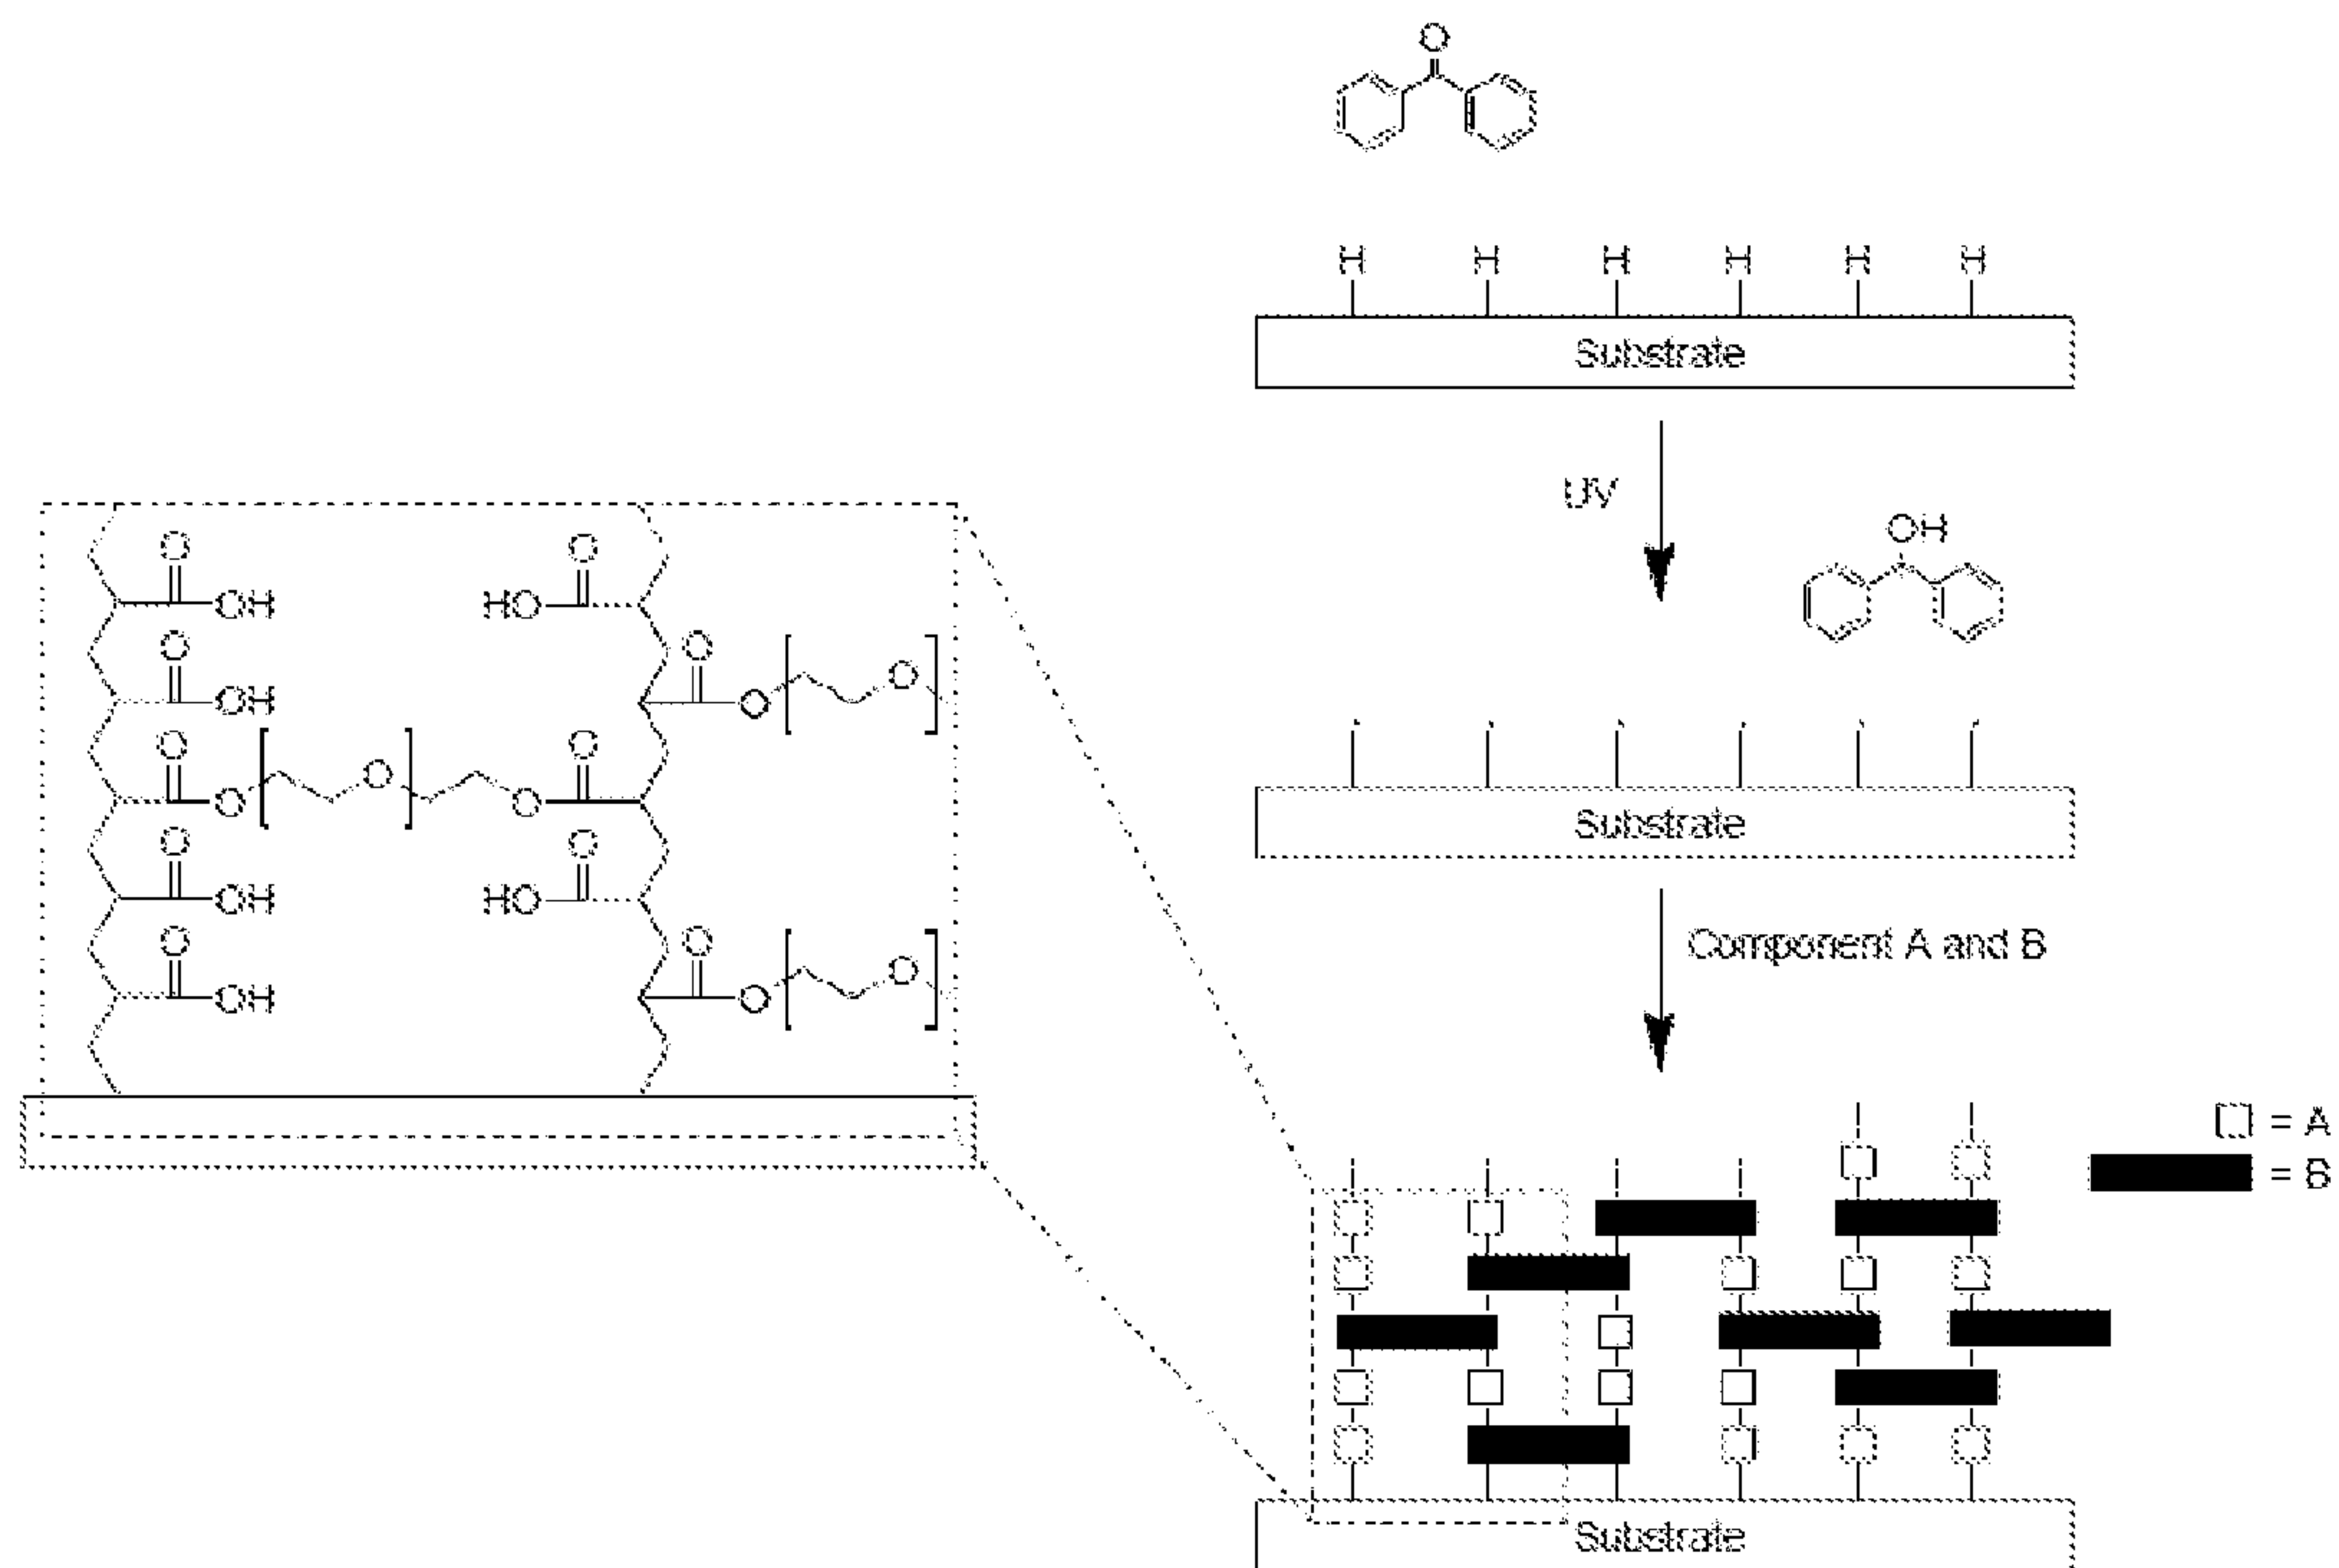 O
H H H H H H
Substrate
UV
OH
O O
OH HO
O O
OH O O
O O
O O O
O O
OH HO
O O
OH O O
Substrate
Component A and B
= A
= B
Substrate